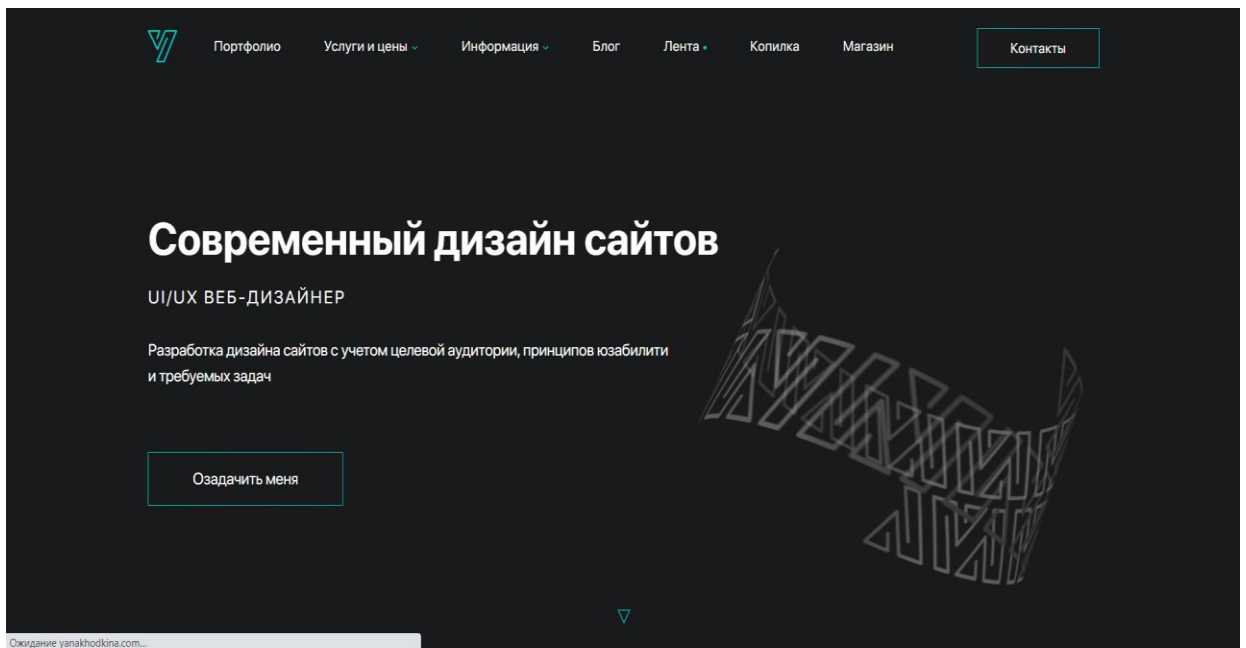 Портфолио Услуги и цены Информация Блог Лента Копилка Магазин Контакты
Современный дизайн сайтов
UI/UX ВЕБ-ДИЗАЙНЕР
Разработка дизайна сайтов с учетом целевой аудитории, принципов юзабилити
и требуемых задач
Озадачить меня
Ожидание yanakhodkina.com...